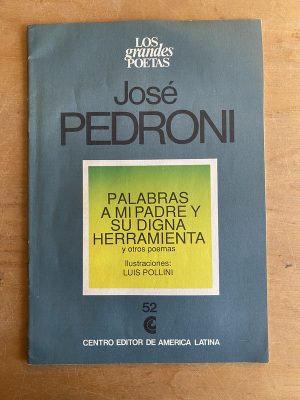 LOS
grandes
POETAS
José
PEDRONI
PALABRAS
A MI PADRE Y
SU DIGNA
HERRAMIENTA
y otros poemas
Ilustraciones:
LUIS POLLINI
52
CENTRO EDITOR DE AMERICA LATINA